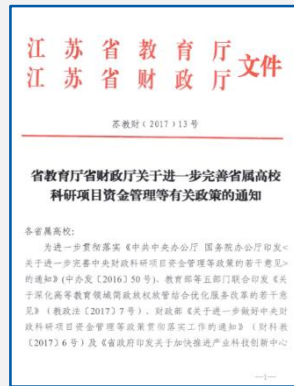 江苏省教育厅
江苏省财政厅
文件
苏教财〔2017〕13号
省教育厅省财政厅关于进一步完善省属高校
科研项目资金管理等有关政策的通知
各省属高校:
为进一步贯彻落实《中共中央办公厅 国务院办公厅印发<
关于进一步完善中央财政科研项目资金管理等政策的若干意见>
的通知》(中办发〔2016〕50号)、教育部等五部门联合印发《关
于深化高等教育领域简政放权放管结合优化服务改革的若干意
见》(教政法〔2017〕7号)、财政部《关于进一步做好中央财
政科研项目资金管理等政策贯彻落实工作的通知》(财科教
〔2017〕6号)及《省政府印发关于加快推进产业科技创新中心
—1—